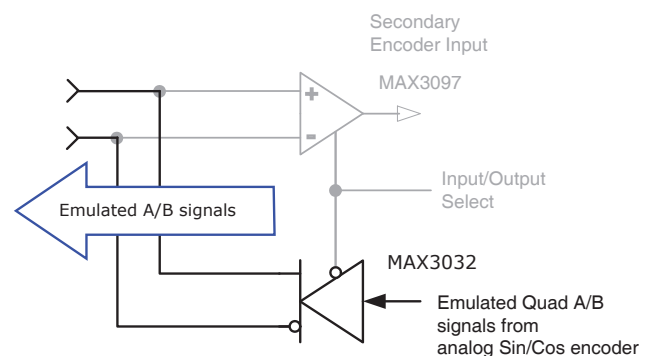 Secondary
Encoder Input
MAX3097
+
-
Input/Output
Select
Emulated A/B signals
MAX3032
Emulated Quad A/B
signals from
analog Sin/Cos encoder